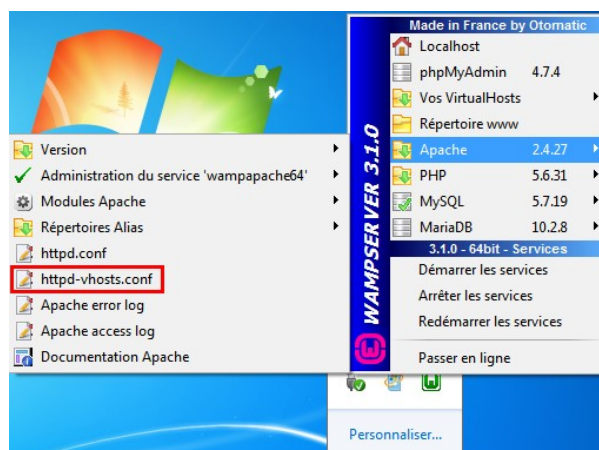 Made in France by Otomatic
Localhost
phpMyAdmin 4.7.4
Vos VirtualHosts
Répertoire www
Apache 2.4.27
PHP 5.6.31
MySQL 5.7.19
MariaDB 10.2.8
3.1.0 - 64bit - Services
Démarrer les services
Arrêter les services
Redémarrer les services
Passer en ligne
WAMPSERVER 3.1.0
Version
Administration du service 'wampapache64'
Modules Apache
Répertoires Alias
httpd.conf
httpd-vhosts.conf
Apache error log
Apache access log
Documentation Apache
Personnaliser...